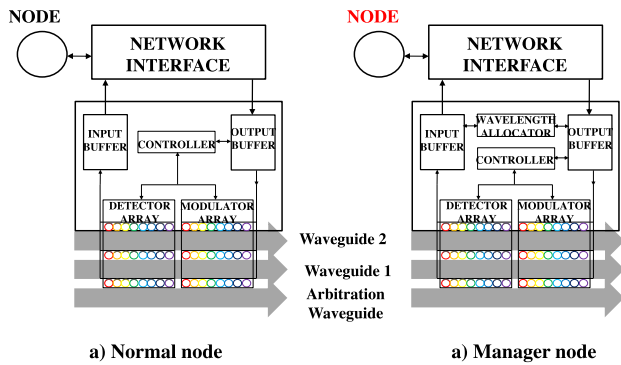 NODE
NETWORK
INTERFACE
INPUT
BUFFER
CONTROLLER
OUTPUT
BUFFER
DETECTOR
ARRAY
MODULATOR
ARRAY
Waveguide 2
Waveguide 1
Arbitration
Waveguide
a) Normal node
NODE
NETWORK
INTERFACE
INPUT
BUFFER
WAVELENGTH
ALLOCATOR
CONTROLLER
OUTPUT
BUFFER
DETECTOR
ARRAY
MODULATOR
ARRAY
a) Manager node